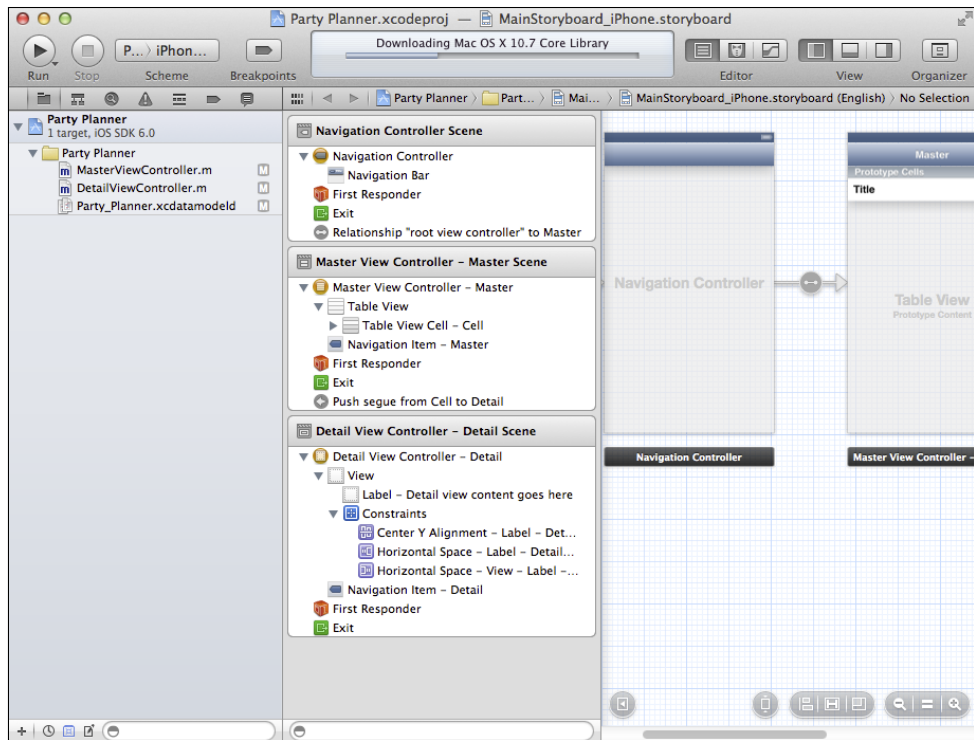 Party Planner.xcodeproj — MainStoryboard_iPhone.storyboard
P... iPhon...
Downloading Mac OS X 10.7 Core Library
Run Stop Scheme Breakpoints Editor View Organizer
Party Planner Part... Mai... MainStoryboard_iPhone.storyboard (English) No Selection
Party Planner
1 target, iOS SDK 6.0
Party Planner
MasterViewController.m M
DetailViewController.m M
Party_Planner.xcdatamodeld M
Navigation Controller Scene
Navigation Controller
Navigation Bar
First Responder
Exit
Relationship "root view controller" to Master
Master View Controller – Master Scene
Master View Controller – Master
Table View
Table View Cell – Cell
Navigation Item – Master
First Responder
Exit
Push segue from Cell to Detail
Detail View Controller – Detail Scene
Detail View Controller – Detail
View
Label – Detail view content goes here
Constraints
Center Y Alignment – Label – Det...
Horizontal Space – Label – Detail...
Horizontal Space – View – Label –...
Navigation Item – Detail
First Responder
Exit
Navigation Controller
Navigation Controller
Master
Prototype Cells
Title
Table View
Prototype Content
Master View Controller –